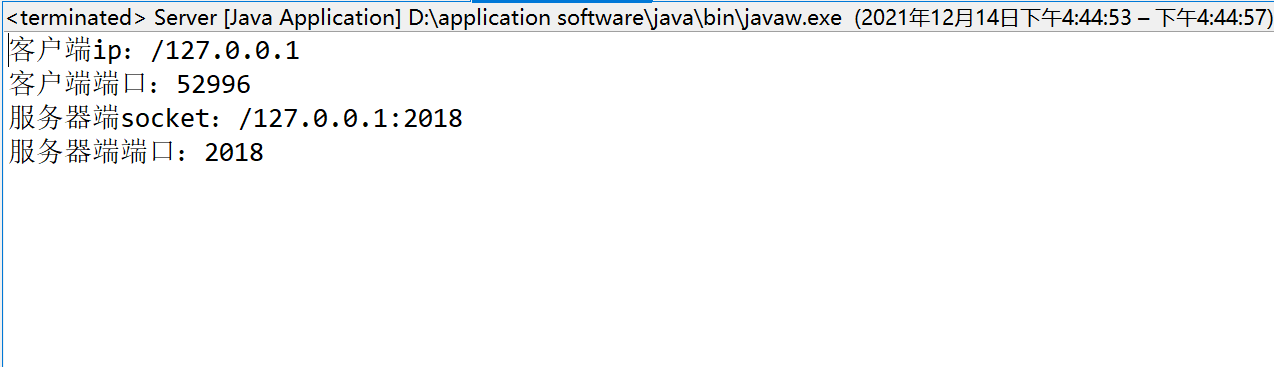 <terminated> Server [Java Application] D:\application software\java\bin\javaw.exe (2021年12月14日下午4:44:53 – 下午4:44:57)
客户端ip：/127.0.0.1
客户端端口：52996
服务器端socket：/127.0.0.1:2018
服务器端端口：2018